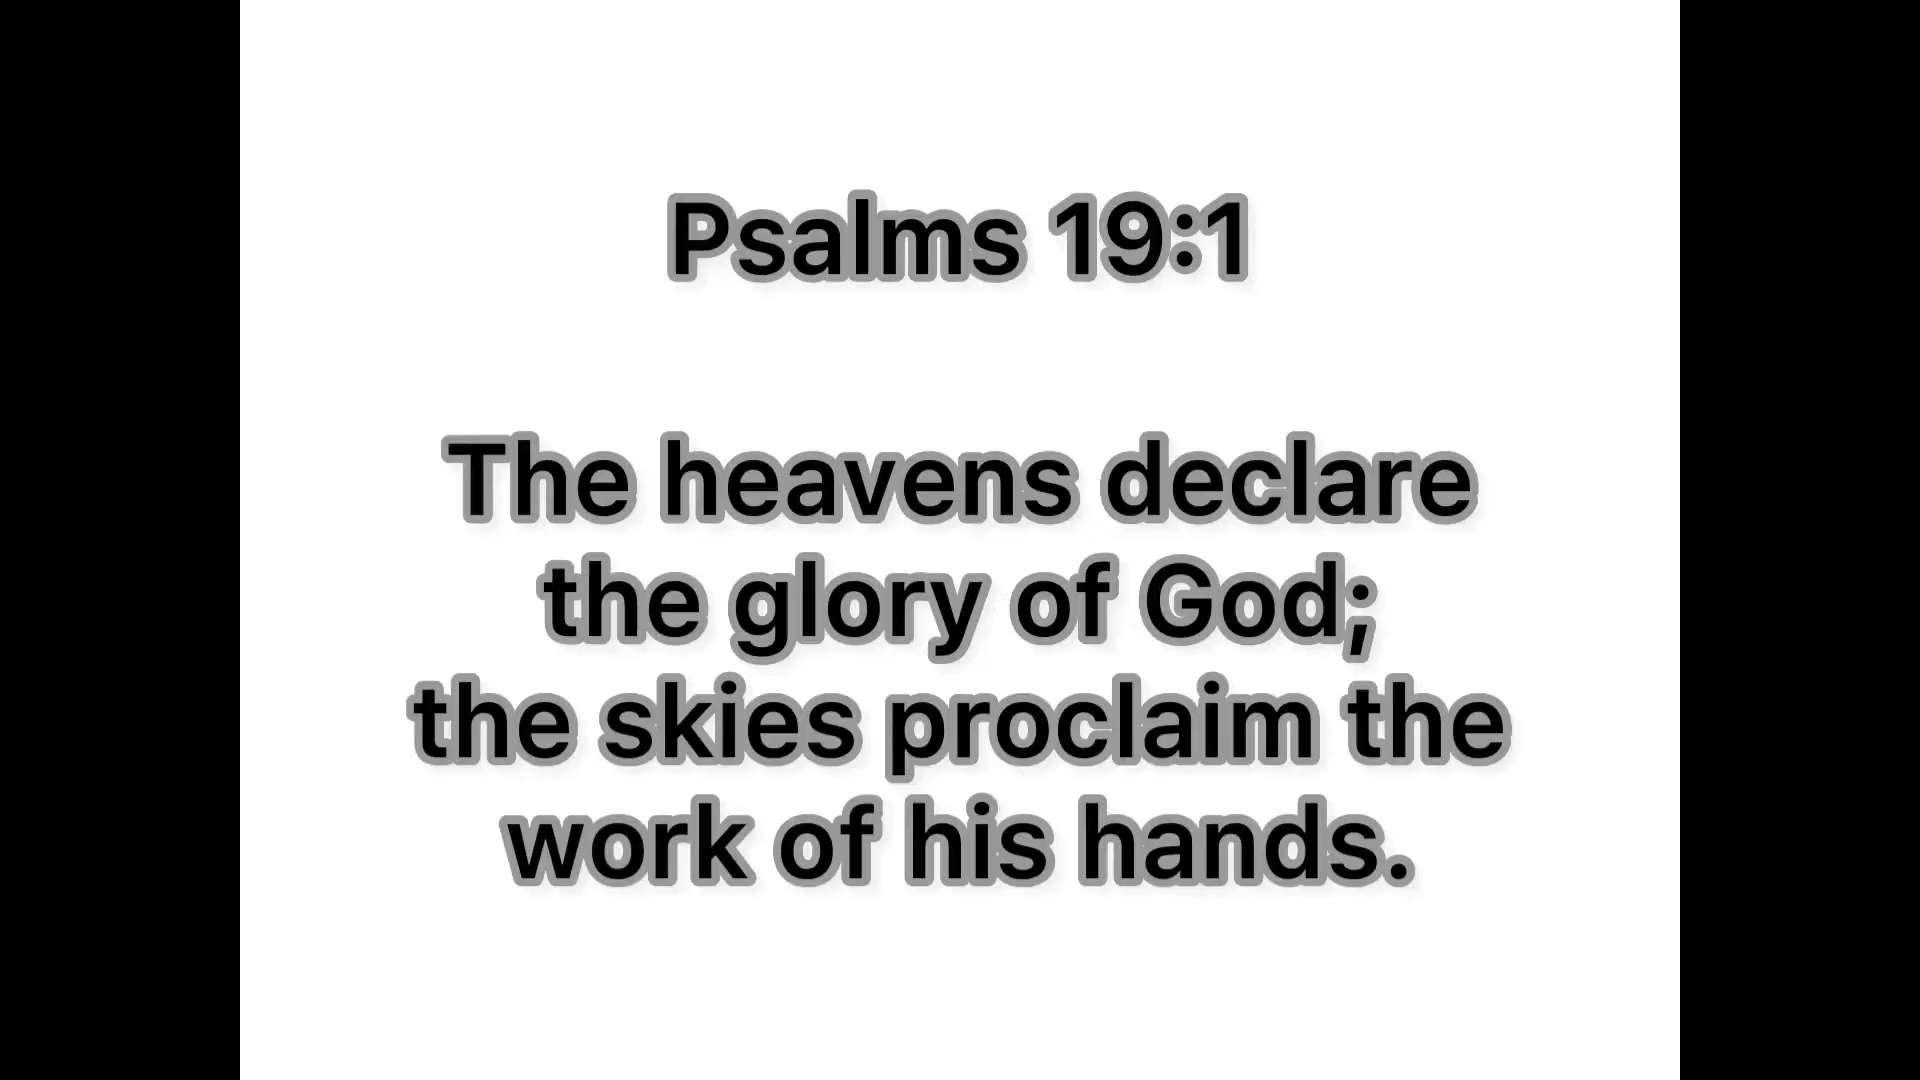 Psalms 19:1
The heavens declare
the glory of God;
the skies proclaim the
work of his hands.